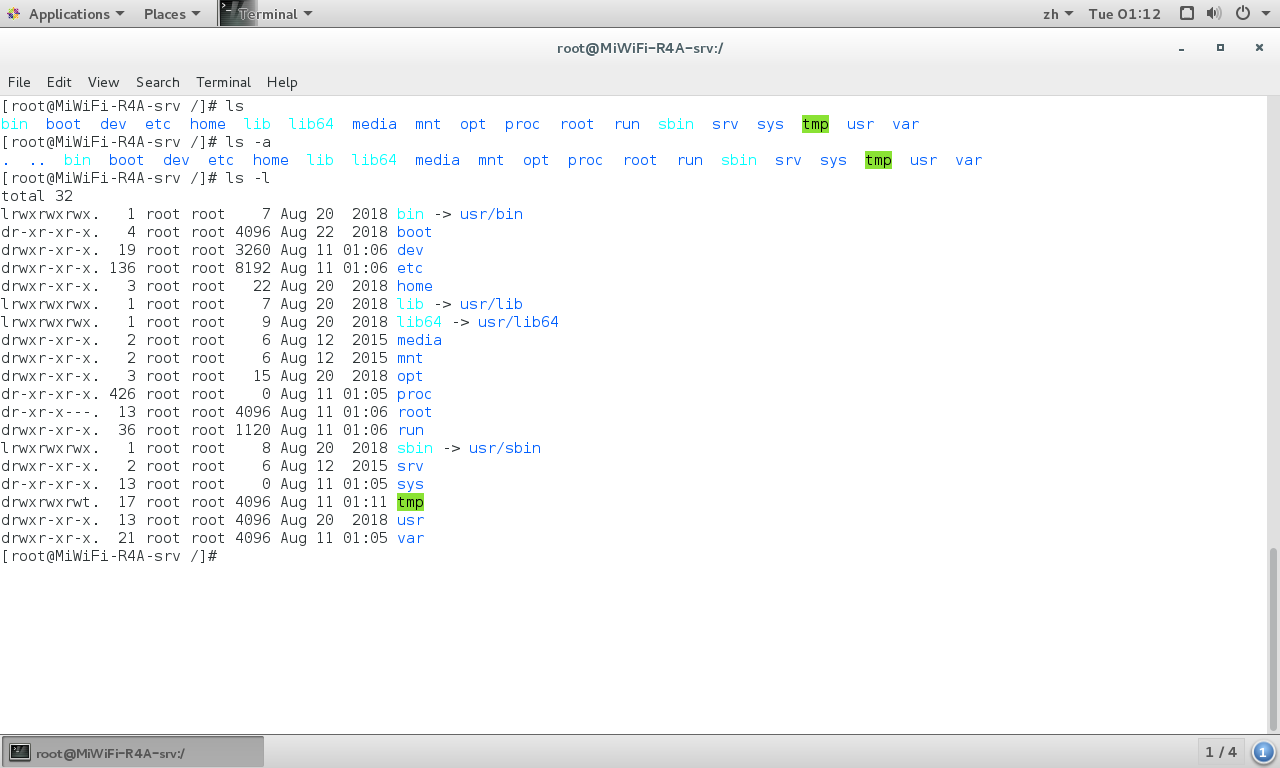 Applications Places Terminal zh Tue 01:12
root@MiWiFi-R4A-srv:/
File Edit View Search Terminal Help
[root@MiWiFi-R4A-srv /]# ls
bin  boot  dev  etc  home  lib  lib64  media  mnt  opt  proc  root  run  sbin  srv  sys  tmp  usr  var
[root@MiWiFi-R4A-srv /]# ls -a
.  ..  bin  boot  dev  etc  home  lib  lib64  media  mnt  opt  proc  root  run  sbin  srv  sys  tmp  usr  var
[root@MiWiFi-R4A-srv /]# ls -l
total 32
lrwxrwxrwx.   1 root root    7 Aug 20  2018 bin -> usr/bin
dr-xr-xr-x.   4 root root 4096 Aug 22  2018 boot
drwxr-xr-x.  19 root root 3260 Aug 11 01:06 dev
drwxr-xr-x. 136 root root 8192 Aug 11 01:06 etc
drwxr-xr-x.   3 root root   22 Aug 20  2018 home
lrwxrwxrwx.   1 root root    7 Aug 20  2018 lib -> usr/lib
lrwxrwxrwx.   1 root root    9 Aug 20  2018 lib64 -> usr/lib64
drwxr-xr-x.   2 root root    6 Aug 12  2015 media
drwxr-xr-x.   2 root root    6 Aug 12  2015 mnt
drwxr-xr-x.   3 root root   15 Aug 20  2018 opt
dr-xr-xr-x. 426 root root    0 Aug 11 01:05 proc
dr-xr-x---.  13 root root 4096 Aug 11 01:06 root
drwxr-xr-x.  36 root root 1120 Aug 11 01:06 run
lrwxrwxrwx.   1 root root    8 Aug 20  2018 sbin -> usr/sbin
drwxr-xr-x.   2 root root    6 Aug 12  2015 srv
dr-xr-xr-x.  13 root root    0 Aug 11 01:05 sys
drwxrwxrwt.  17 root root 4096 Aug 11 01:11 tmp
drwxr-xr-x.  13 root root 4096 Aug 20  2018 usr
drwxr-xr-x.  21 root root 4096 Aug 11 01:05 var
[root@MiWiFi-R4A-srv /]#
root@MiWiFi-R4A-srv:/ 1 / 4 1